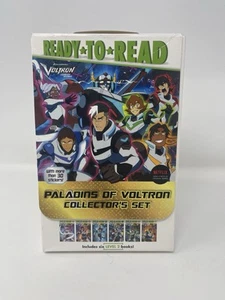 READY★TO★READ
VOLTRON
with more
than 30
stickers!
NETFLIX
PALADINS OF VOLTRON
COLLECTOR'S SET
Includes six LEVEL 2 books!